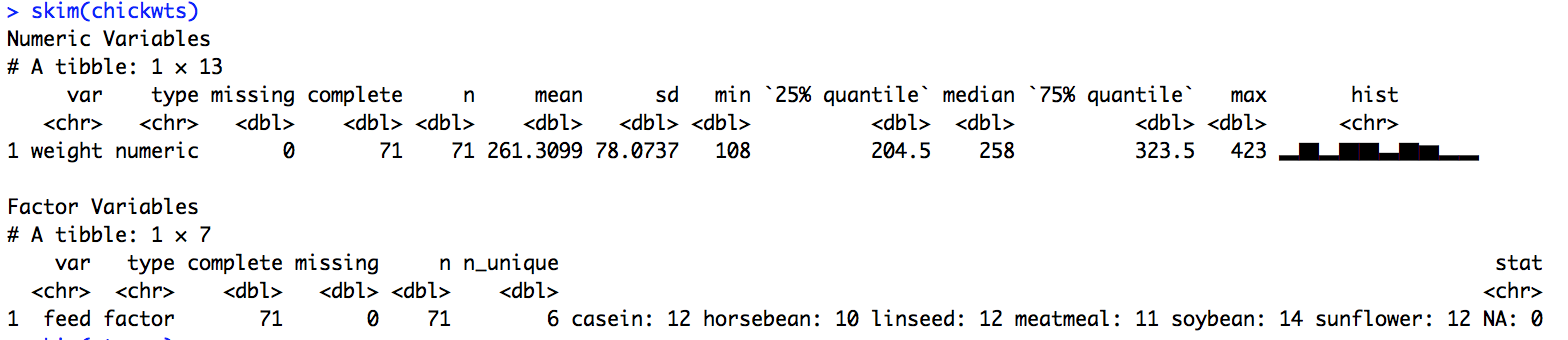 > skim(chickwts)
Numeric Variables
# A tibble: 1 × 13
var type missing complete n mean sd min `25% quantile` median `75% quantile` max hist
<chr> <chr> <dbl> <dbl> <dbl> <dbl> <dbl> <dbl> <dbl> <dbl> <dbl> <dbl> <chr>
1 weight numeric 0 71 71 261.3099 78.0737 108 204.5 258 323.5 423
Factor Variables
# A tibble: 1 × 7
var type complete missing n n_unique stat
<chr> <chr> <dbl> <dbl> <dbl> <dbl> <chr>
1 feed factor 71 0 71 6 casein: 12 horsebean: 10 linseed: 12 meatmeal: 11 soybean: 14 sunflower: 12 NA: 0